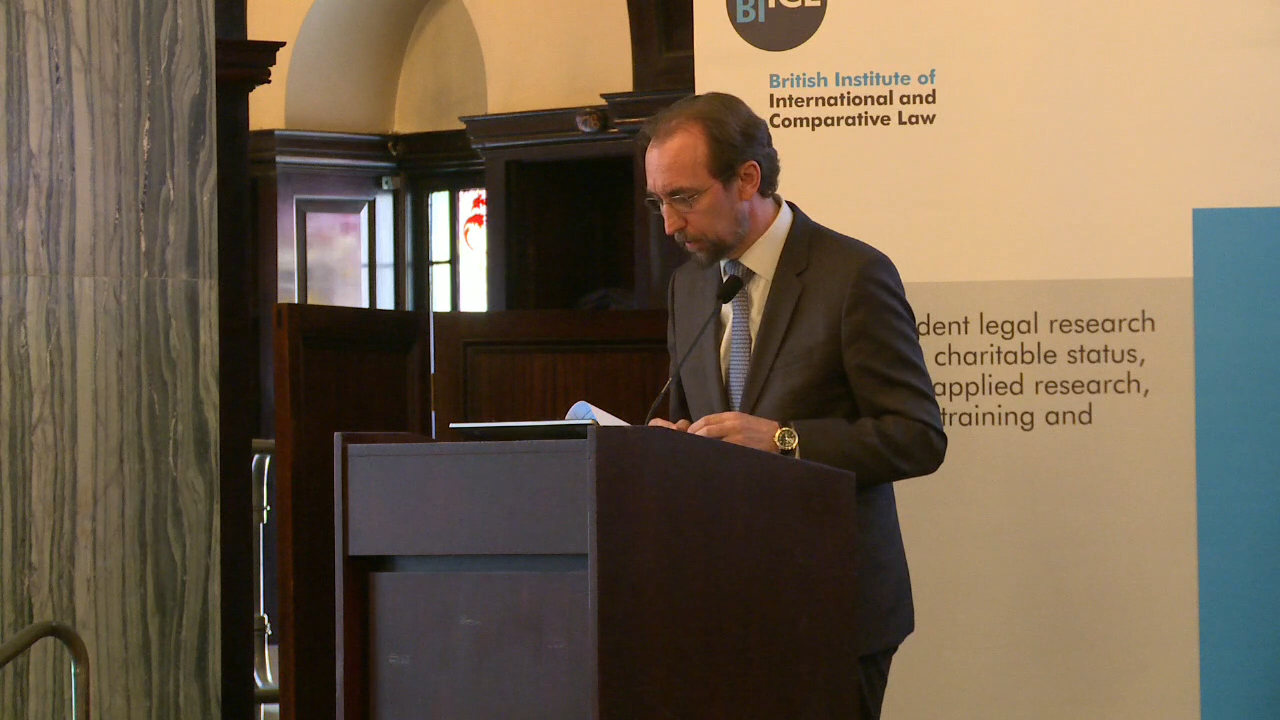 BIICL
British Institute of
International and
Comparative Law
dent legal research
charitable status,
applied research,
training and